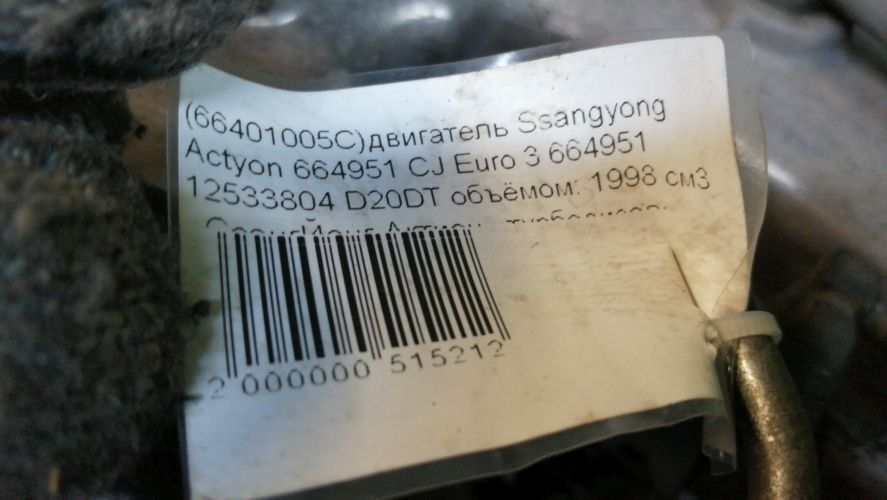 (66401005C)двигатель Ssangyong
Actyon 664951 CJ Euro 3 664951
12533804 D20DT объёмом: 1998 см3
2 000000 515212